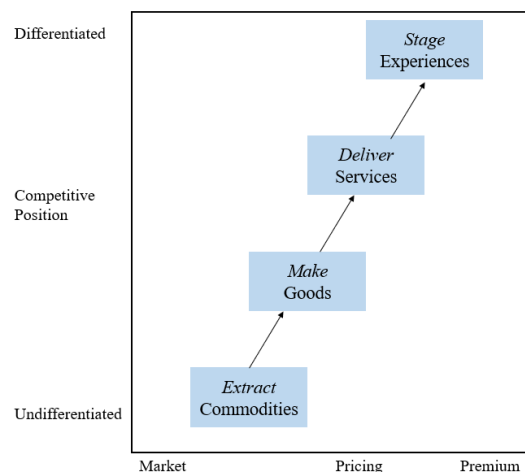 Differentiated
Stage
Experiences
Deliver
Services
Competitive
Position
Make
Goods
Extract
Commodities
Undifferentiated
Market Pricing Premium